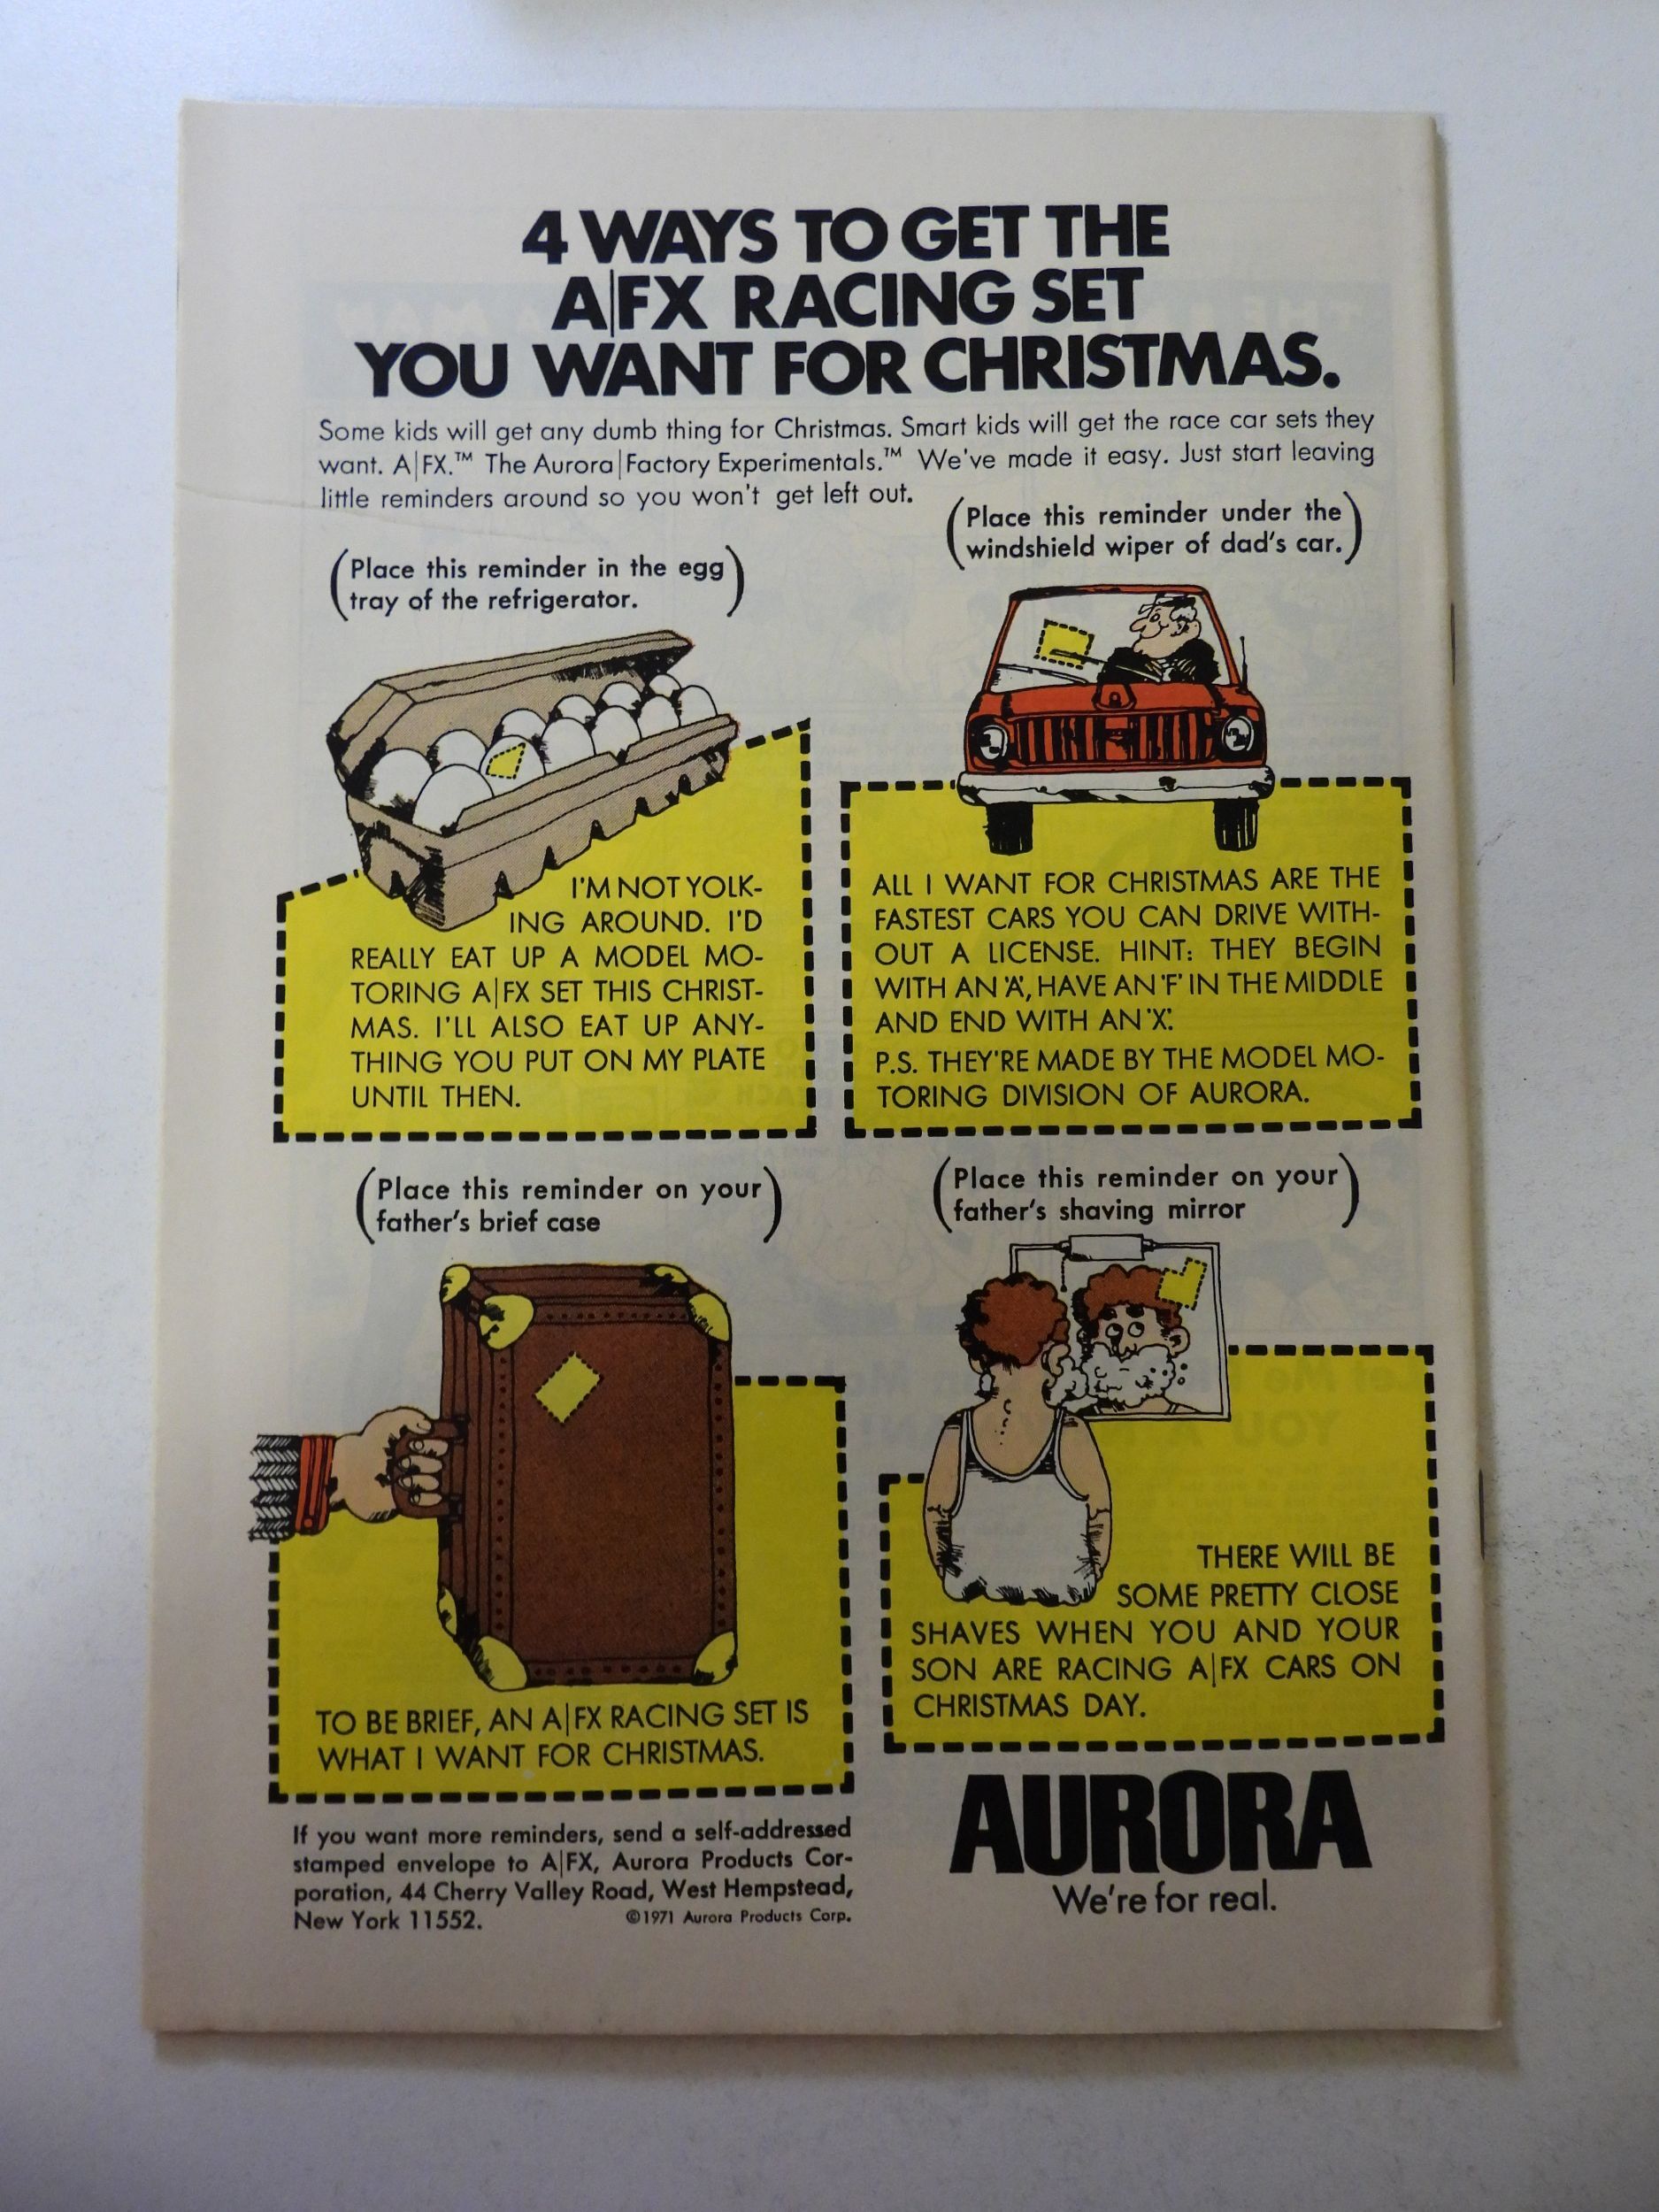 4 WAYS TO GET THE
A|FX RACING SET
YOU WANT FOR CHRISTMAS.
Some kids will get any dumb thing for Christmas. Smart kids will get the race car sets they
want. A|FX.™ The Aurora|Factory Experimentals.™ We've made it easy. Just start leaving
little reminders around so you won't get left out.
(Place this reminder in the egg
tray of the refrigerator.)
(Place this reminder under the
windshield wiper of dad's car.)
I'M NOT YOLK-
ING AROUND. I'D
REALLY EAT UP A MODEL MO-
TORING A|FX SET THIS CHRIST-
MAS. I'LL ALSO EAT UP ANY-
THING YOU PUT ON MY PLATE
UNTIL THEN.
ALL I WANT FOR CHRISTMAS ARE THE
FASTEST CARS YOU CAN DRIVE WITH-
OUT A LICENSE. HINT: THEY BEGIN
WITH AN 'A', HAVE AN 'F' IN THE MIDDLE
AND END WITH AN 'X'.
P.S. THEY'RE MADE BY THE MODEL MO-
TORING DIVISION OF AURORA.
(Place this reminder on your
father's brief case)
(Place this reminder on your
father's shaving mirror)
TO BE BRIEF, AN A|FX RACING SET IS
WHAT I WANT FOR CHRISTMAS.
THERE WILL BE
SOME PRETTY CLOSE
SHAVES WHEN YOU AND YOUR
SON ARE RACING A|FX CARS ON
CHRISTMAS DAY.
If you want more reminders, send a self-addressed
stamped envelope to A|FX, Aurora Products Cor-
poration, 44 Cherry Valley Road, West Hempstead,
New York 11552. ©1971 Aurora Products Corp.
AURORA
We're for real.